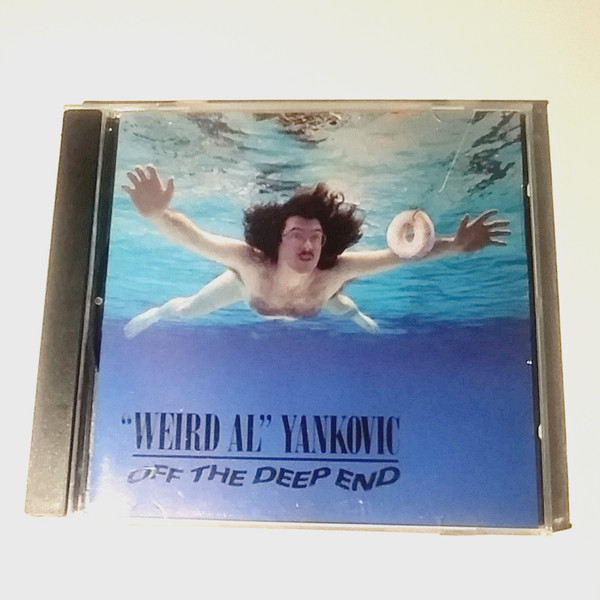 "WEIRD AL" YANKOVIC
OFF THE DEEP END